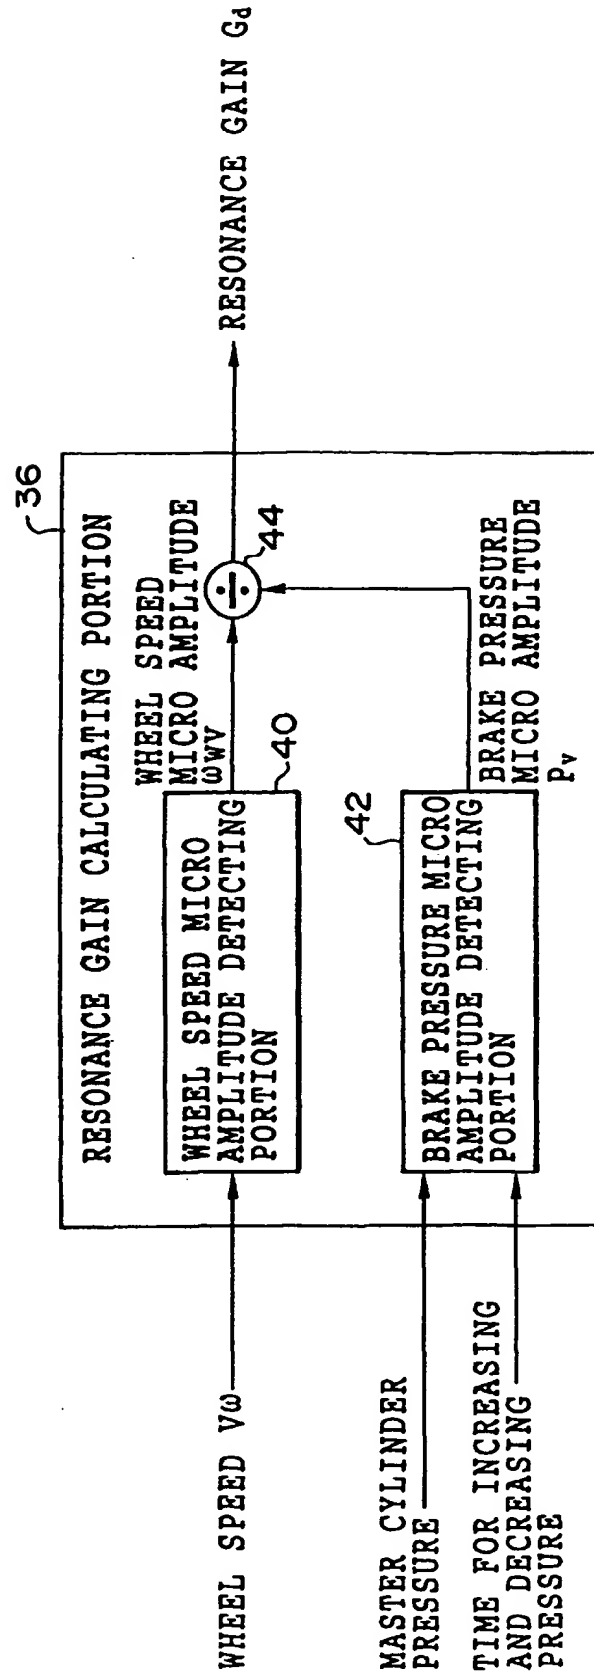 36
RESONANCE GAIN CALCULATING PORTION
WHEEL SPEED Vω
WHEEL SPEED MICRO
AMPLITUDE DETECTING
PORTION
40
WHEEL SPEED
MICRO AMPLITUDE
ωWV
÷
44
RESONANCE GAIN Gd
MASTER CYLINDER
PRESSURE
TIME FOR INCREASING
AND DECREASING
PRESSURE
42
BRAKE PRESSURE MICRO
AMPLITUDE DETECTING
PORTION
BRAKE PRESSURE
MICRO AMPLITUDE
Pv